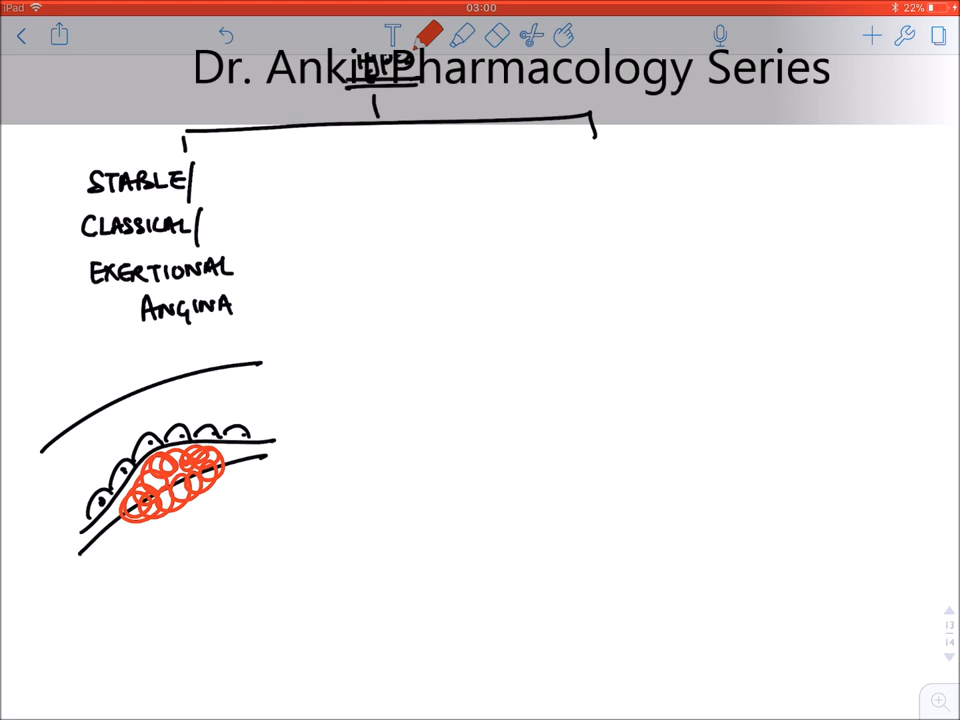 iPad 03:00 22%
T
Dr. Ankit Pharmacology Series
STABLE/
CLASSICAL/
EXERTIONAL
ANGINA
13
14